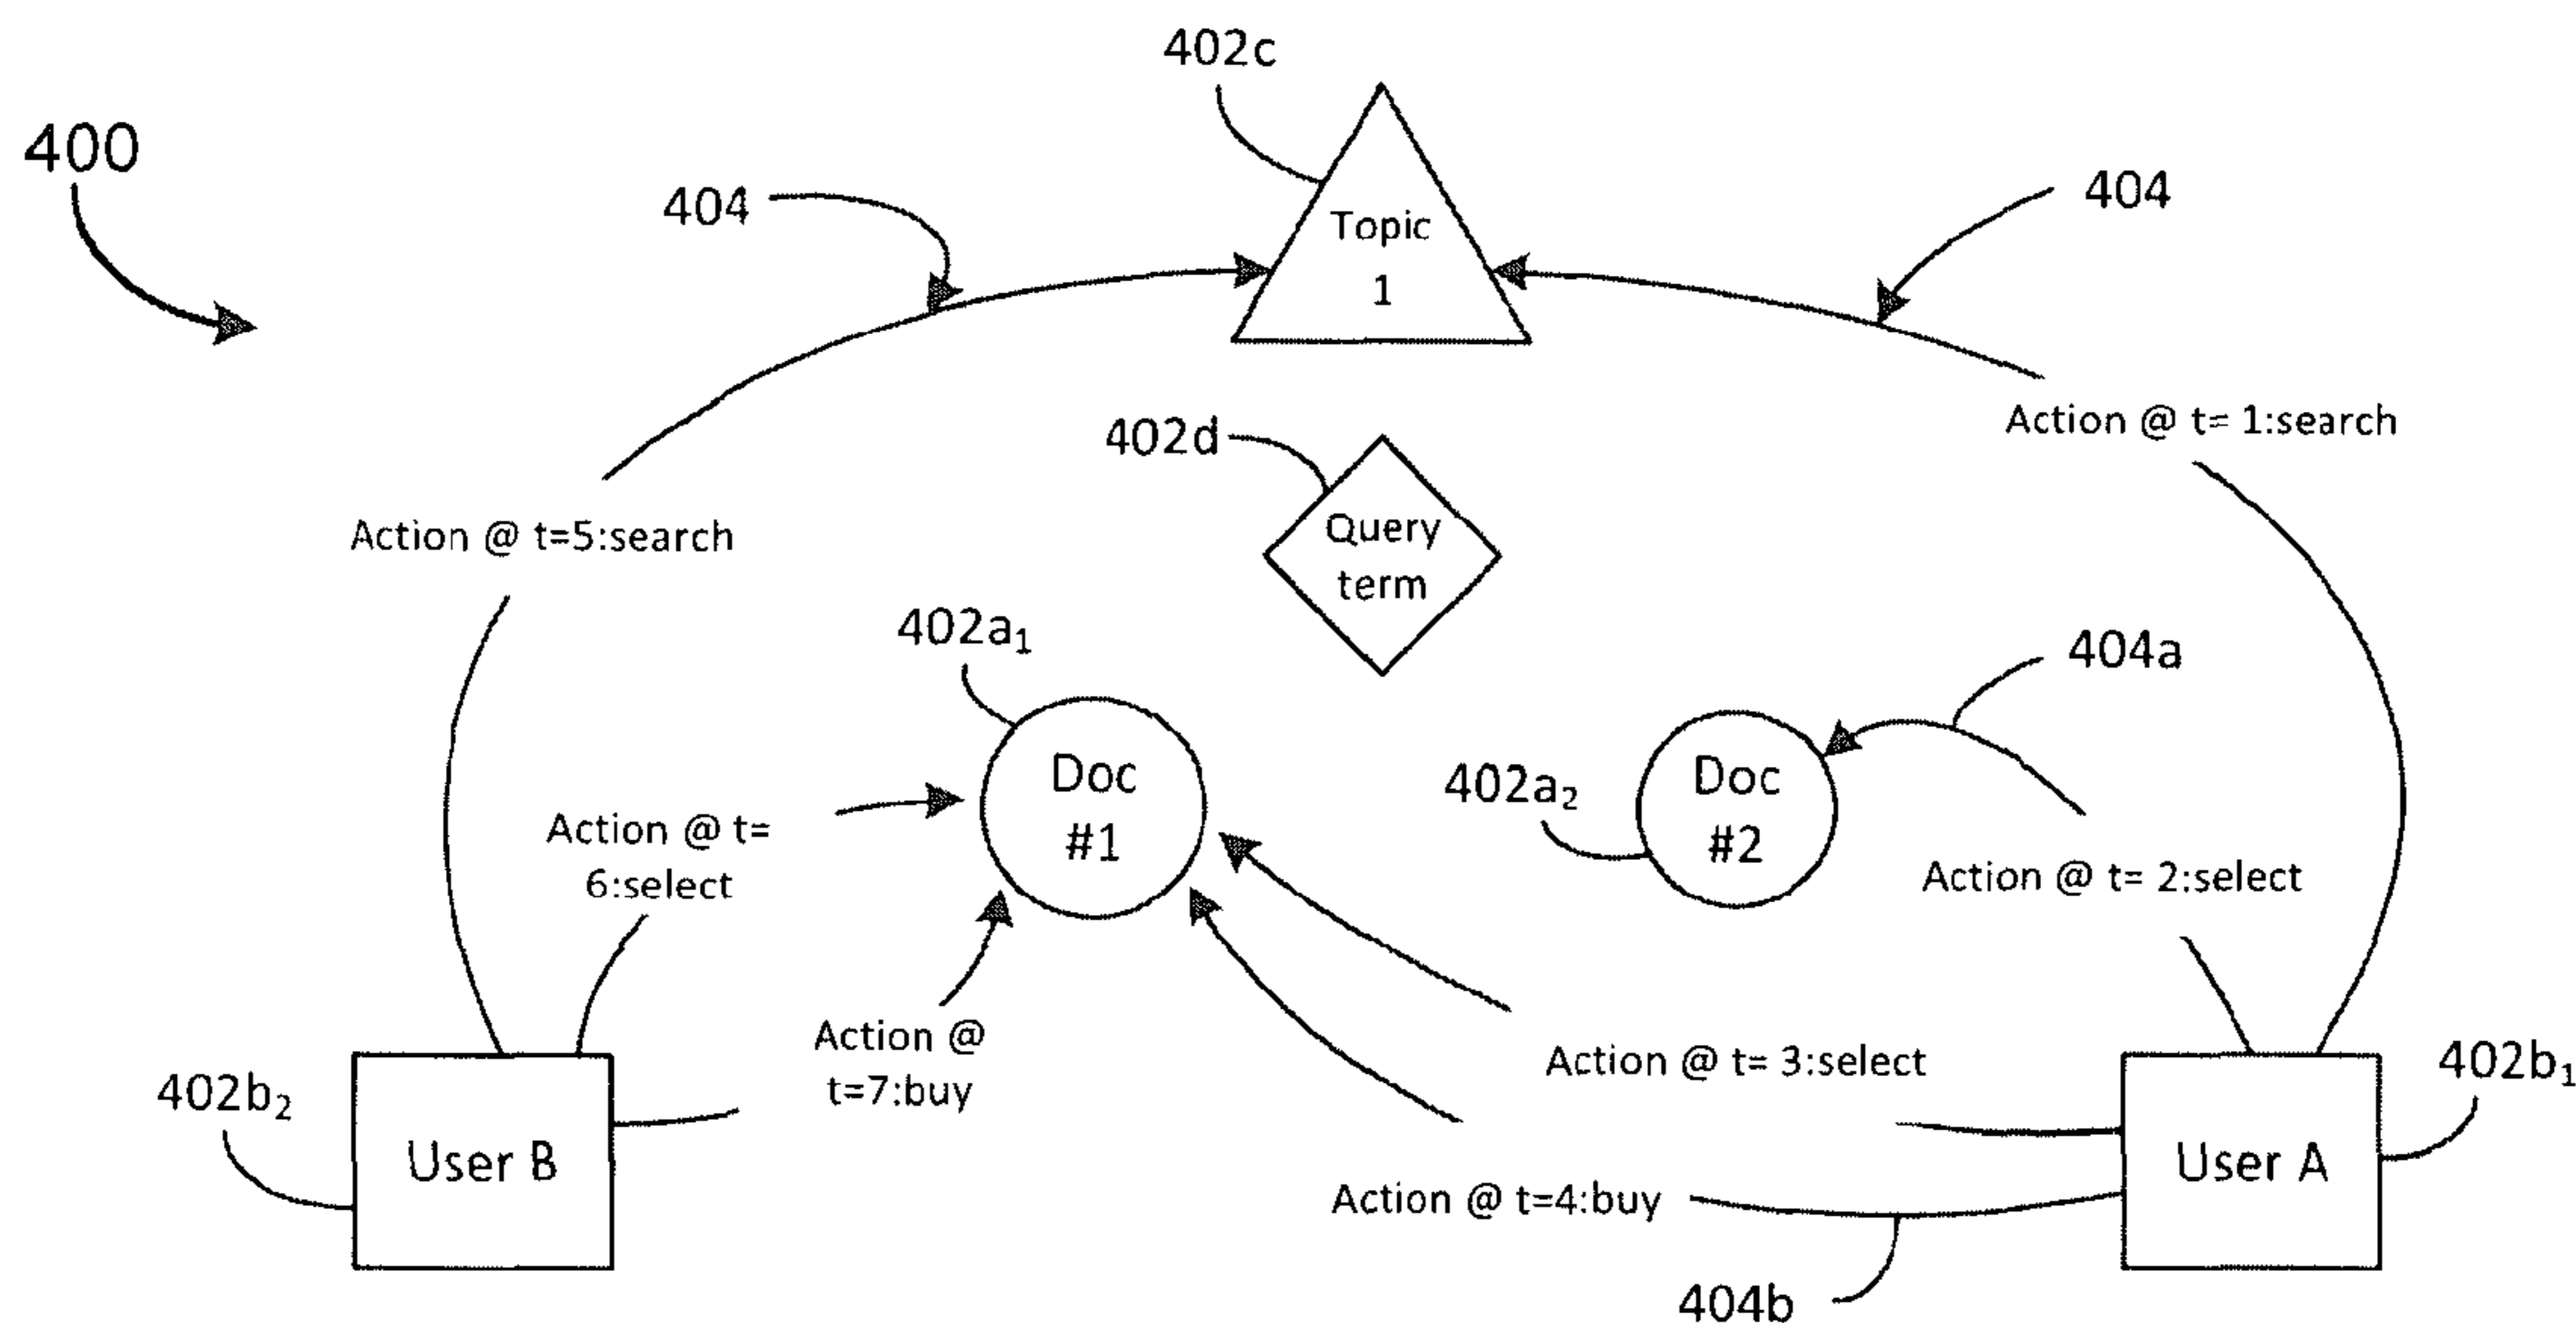 402c
400
404
404
Topic
1
Action @ t= 1:search
402d
Query
term
Action @ t=5:search
402a₁
404a
Doc
#1
402a₂
Doc
#2
Action @ t=
6:select
Action @ t= 2:select
Action @
t=7:buy
Action @ t= 3:select
402b₂
402b₁
User B
User A
Action @ t=4:buy
404b